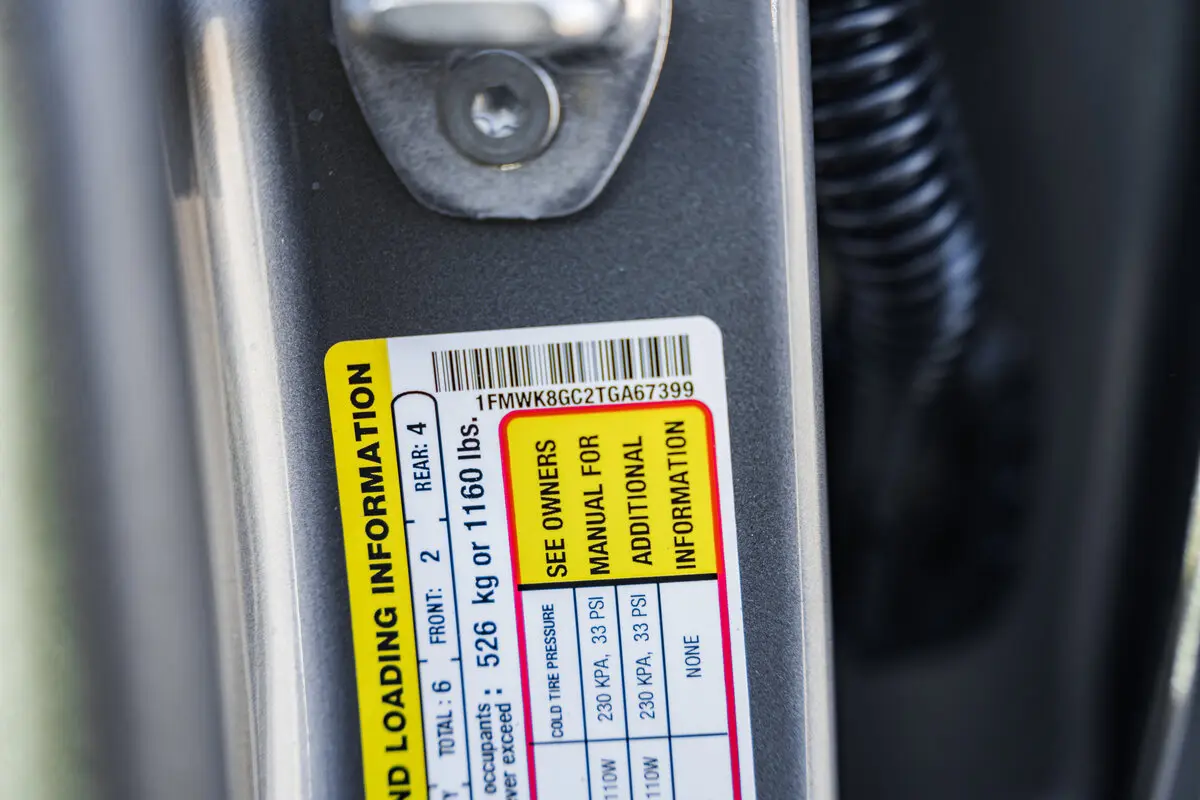 1FMWK8GC2TGA67399
ND LOADING INFORMATION
Y TOTAL: 6 FRONT: 2 REAR: 4
occupants : 526 kg or 1160 lbs.
ver exceed
COLD TIRE PRESSURE
230 KPA, 33 PSI
110W
230 KPA, 33 PSI
110W
NONE
SEE OWNERS
MANUAL FOR
ADDITIONAL
INFORMATION